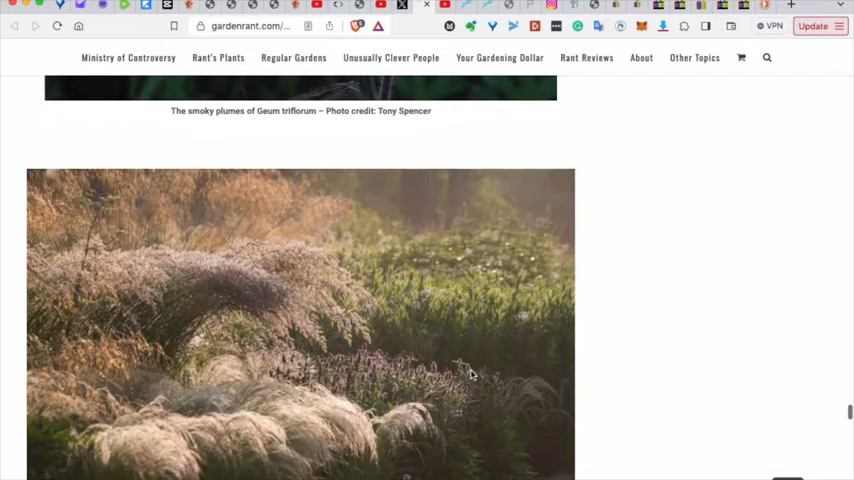 gardenrant.com/...
6
VPN
Update
Ministry of Controversy Rant's Plants Regular Gardens Unusually Clever People Your Gardening Dollar Rant Reviews About Other Topics
The smoky plumes of Geum triflorum – Photo credit: Tony Spencer